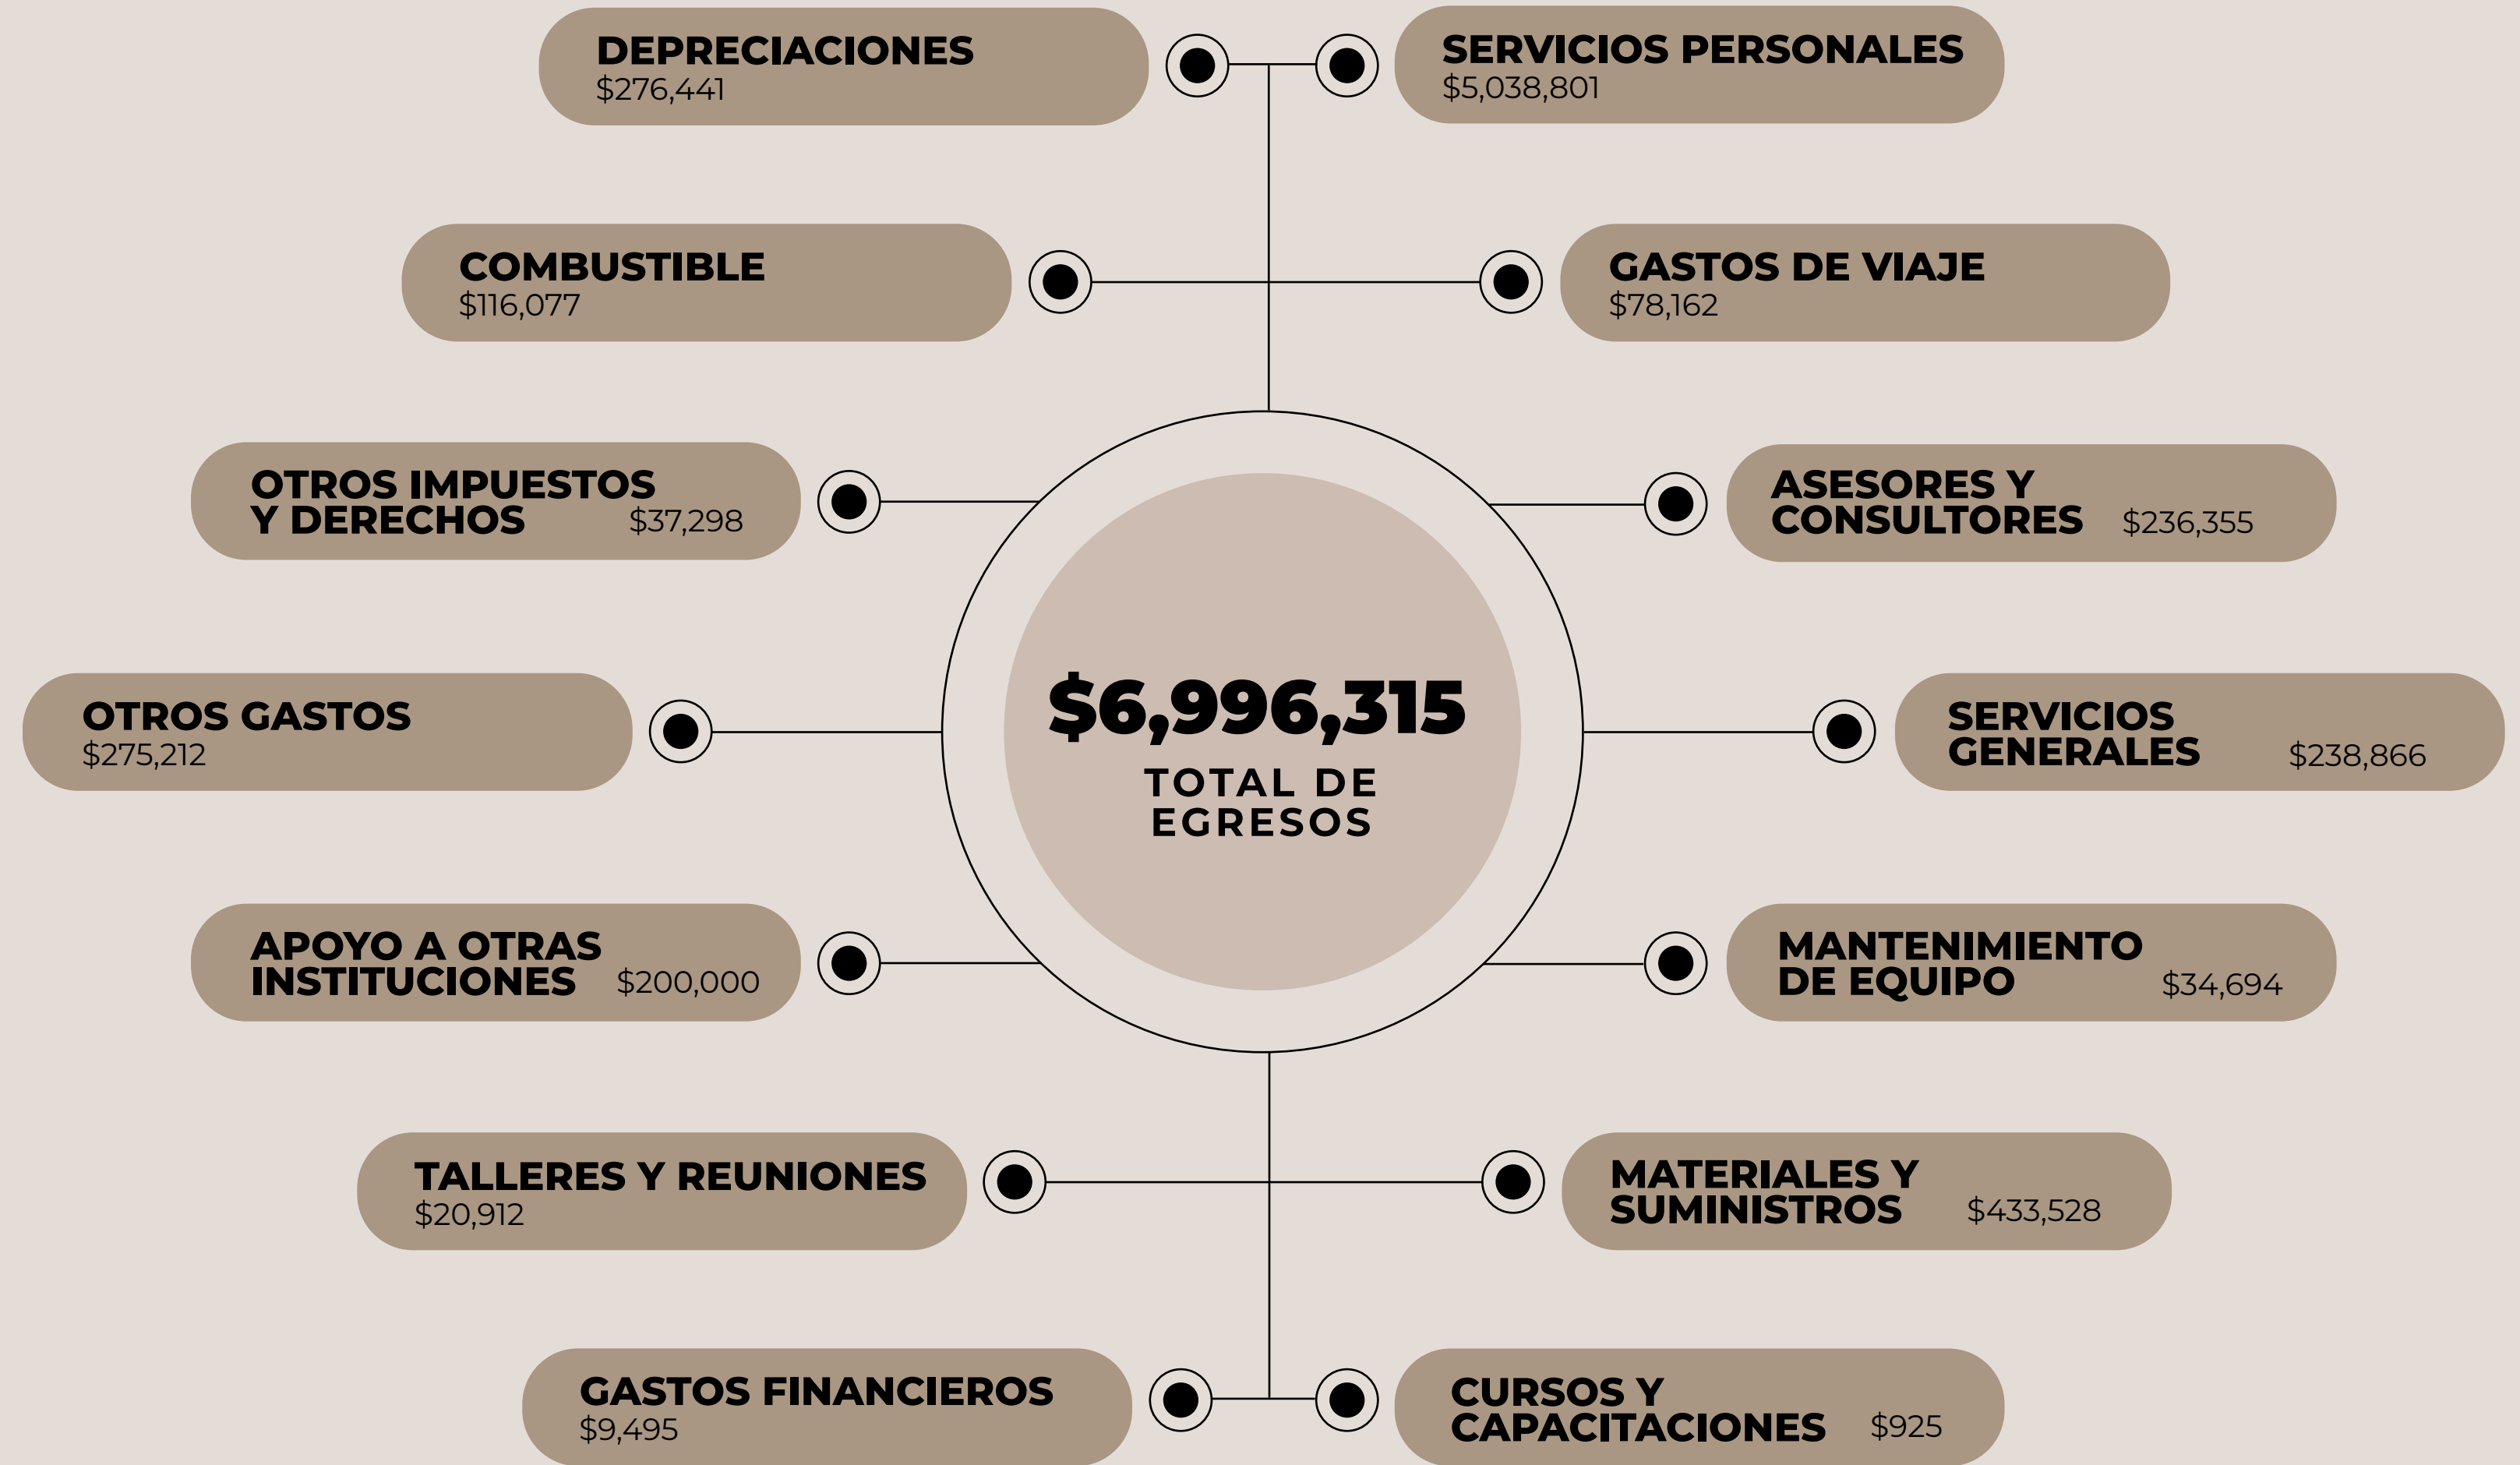 DEPRECIACIONES
$276,441
SERVICIOS PERSONALES
$5,038,801
COMBUSTIBLE
$116,077
GASTOS DE VIAJE
$78,162
OTROS IMPUESTOS
Y DERECHOS $37,298
ASESORES Y
CONSULTORES $236,355
OTROS GASTOS
$275,212
$6,996,315
TOTAL DE
EGRESOS
SERVICIOS
GENERALES $238,866
APOYO A OTRAS
INSTITUCIONES $200,000
MANTENIMIENTO
DE EQUIPO $34,694
TALLERES Y REUNIONES
$20,912
MATERIALES Y
SUMINISTROS $433,528
GASTOS FINANCIEROS
$9,495
CURSOS Y
CAPACITACIONES $925